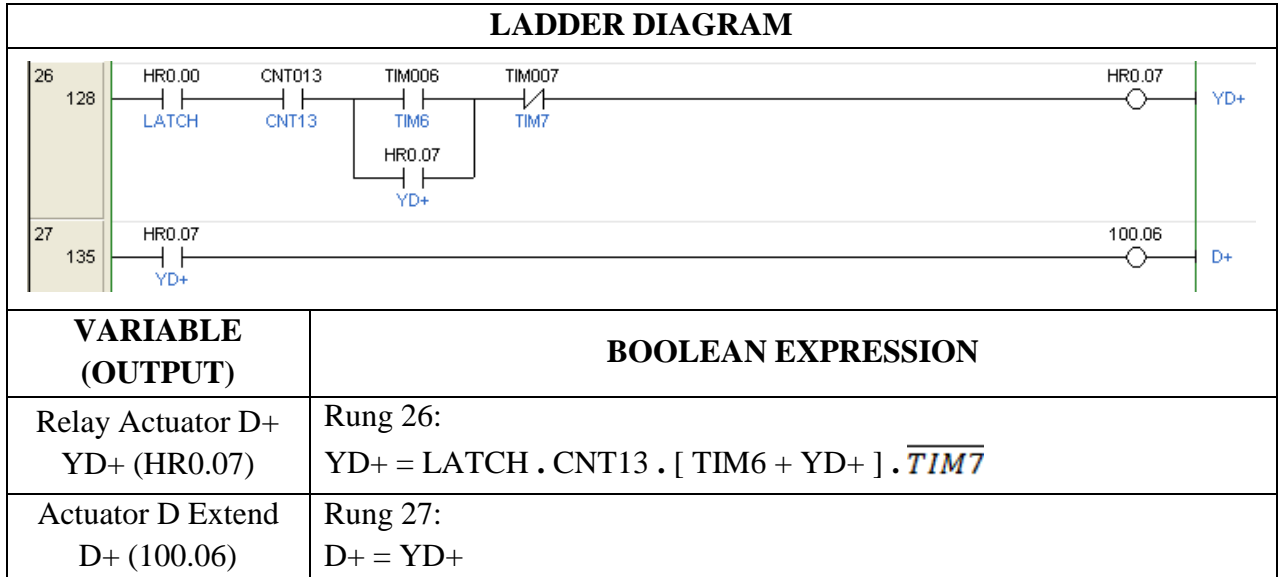 LADDER DIAGRAM
26 HR0.00 CNT013 TIM006 TIM007 HR0.07
128 YD+
LATCH CNT13 TIM6 TIM7
HR0.07
YD+
27 HR0.07 100.06
135 D+
YD+
VARIABLE
(OUTPUT)
BOOLEAN EXPRESSION
Relay Actuator D+
YD+ (HR0.07)
Rung 26:
YD+ = LATCH . CNT13 . [ TIM6 + YD+ ] . T̅I̅M̅7̅
Actuator D Extend
D+ (100.06)
Rung 27:
D+ = YD+